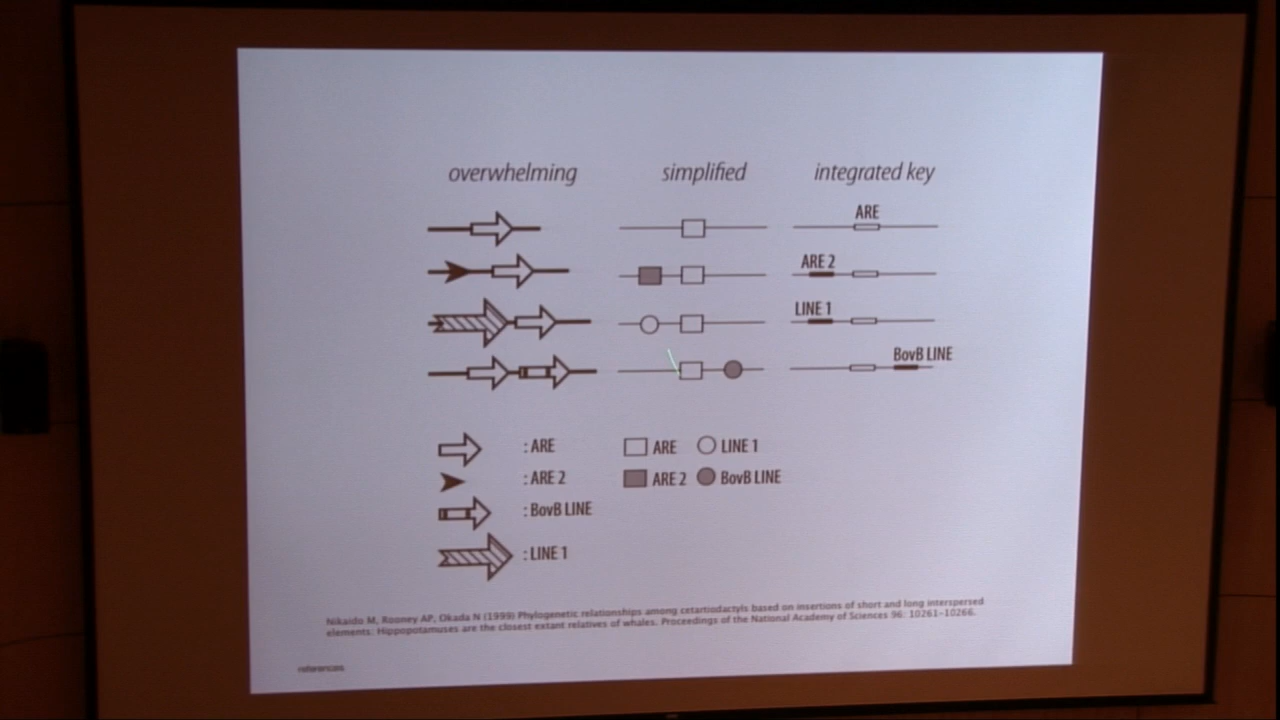 overwhelming simplified integrated key
ARE
ARE 2
LINE 1
BovB LINE
: ARE
: ARE 2
: BovB LINE
: LINE 1
ARE LINE 1
ARE 2 BovB LINE
Nikaido M, Rooney AP, Okada N (1999) Phylogenetic relationships among cetartiodactyls based on insertions of short and long interspersed
elements: Hippopotamuses are the closest extant relatives of whales. Proceedings of the National Academy of Sciences 96: 10261-10266.
references